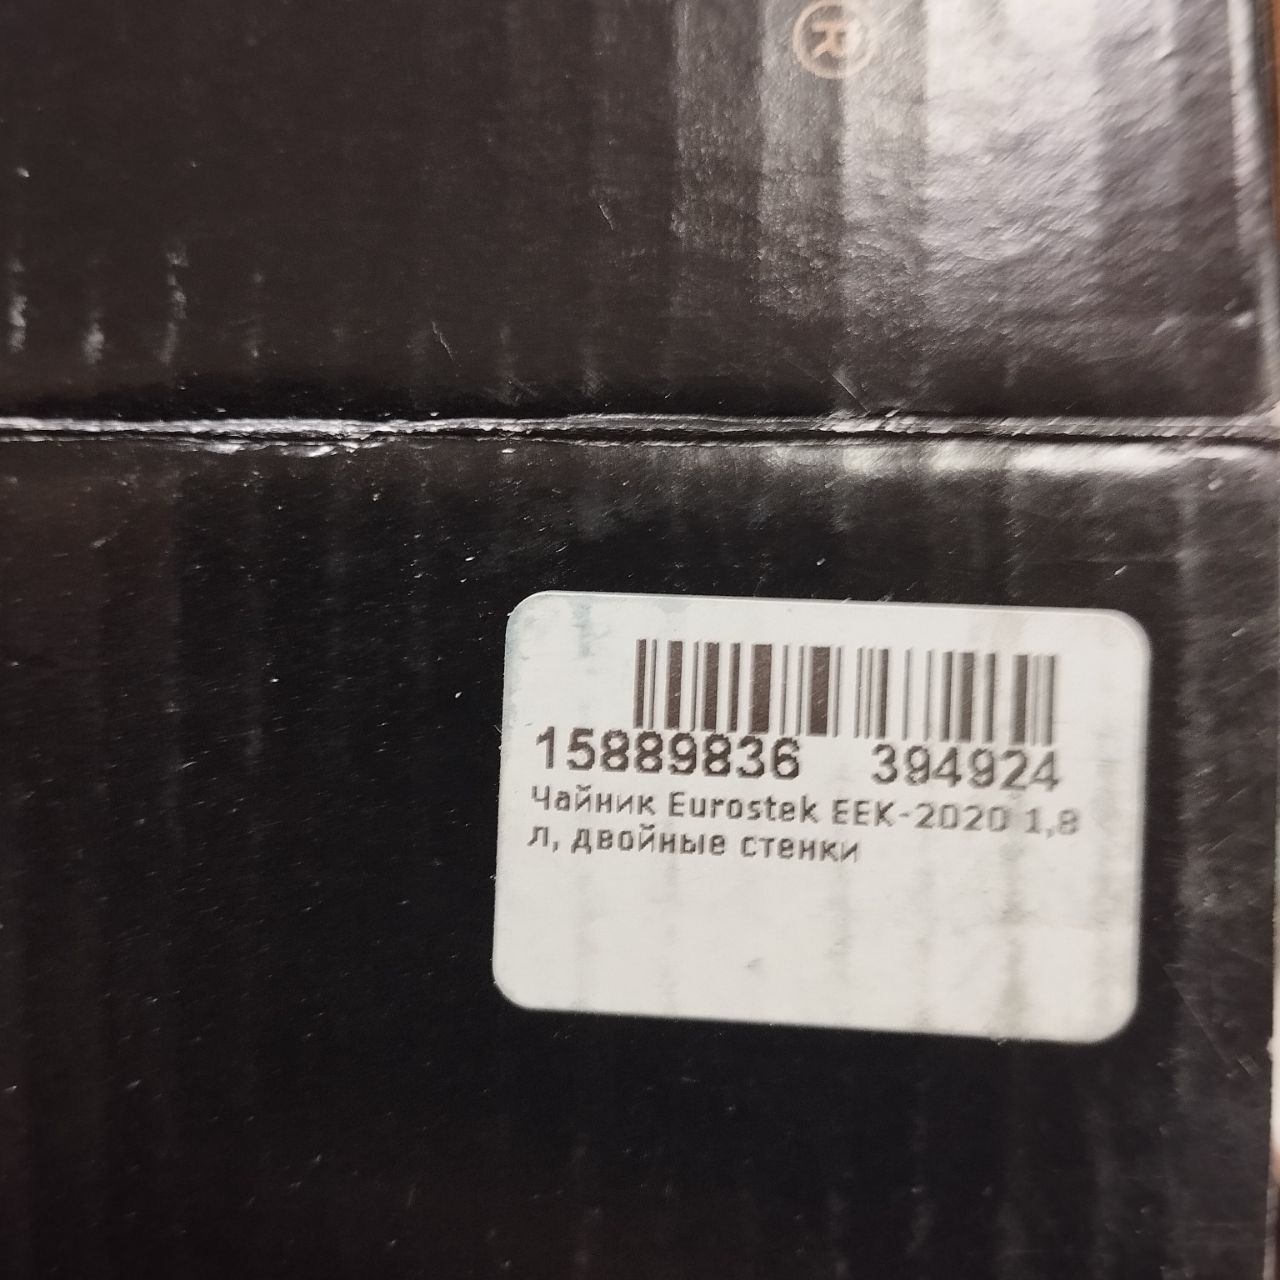 ®
15889836 394924
Чайник Eurostek EEK-2020 1,8
л, двойные стенки